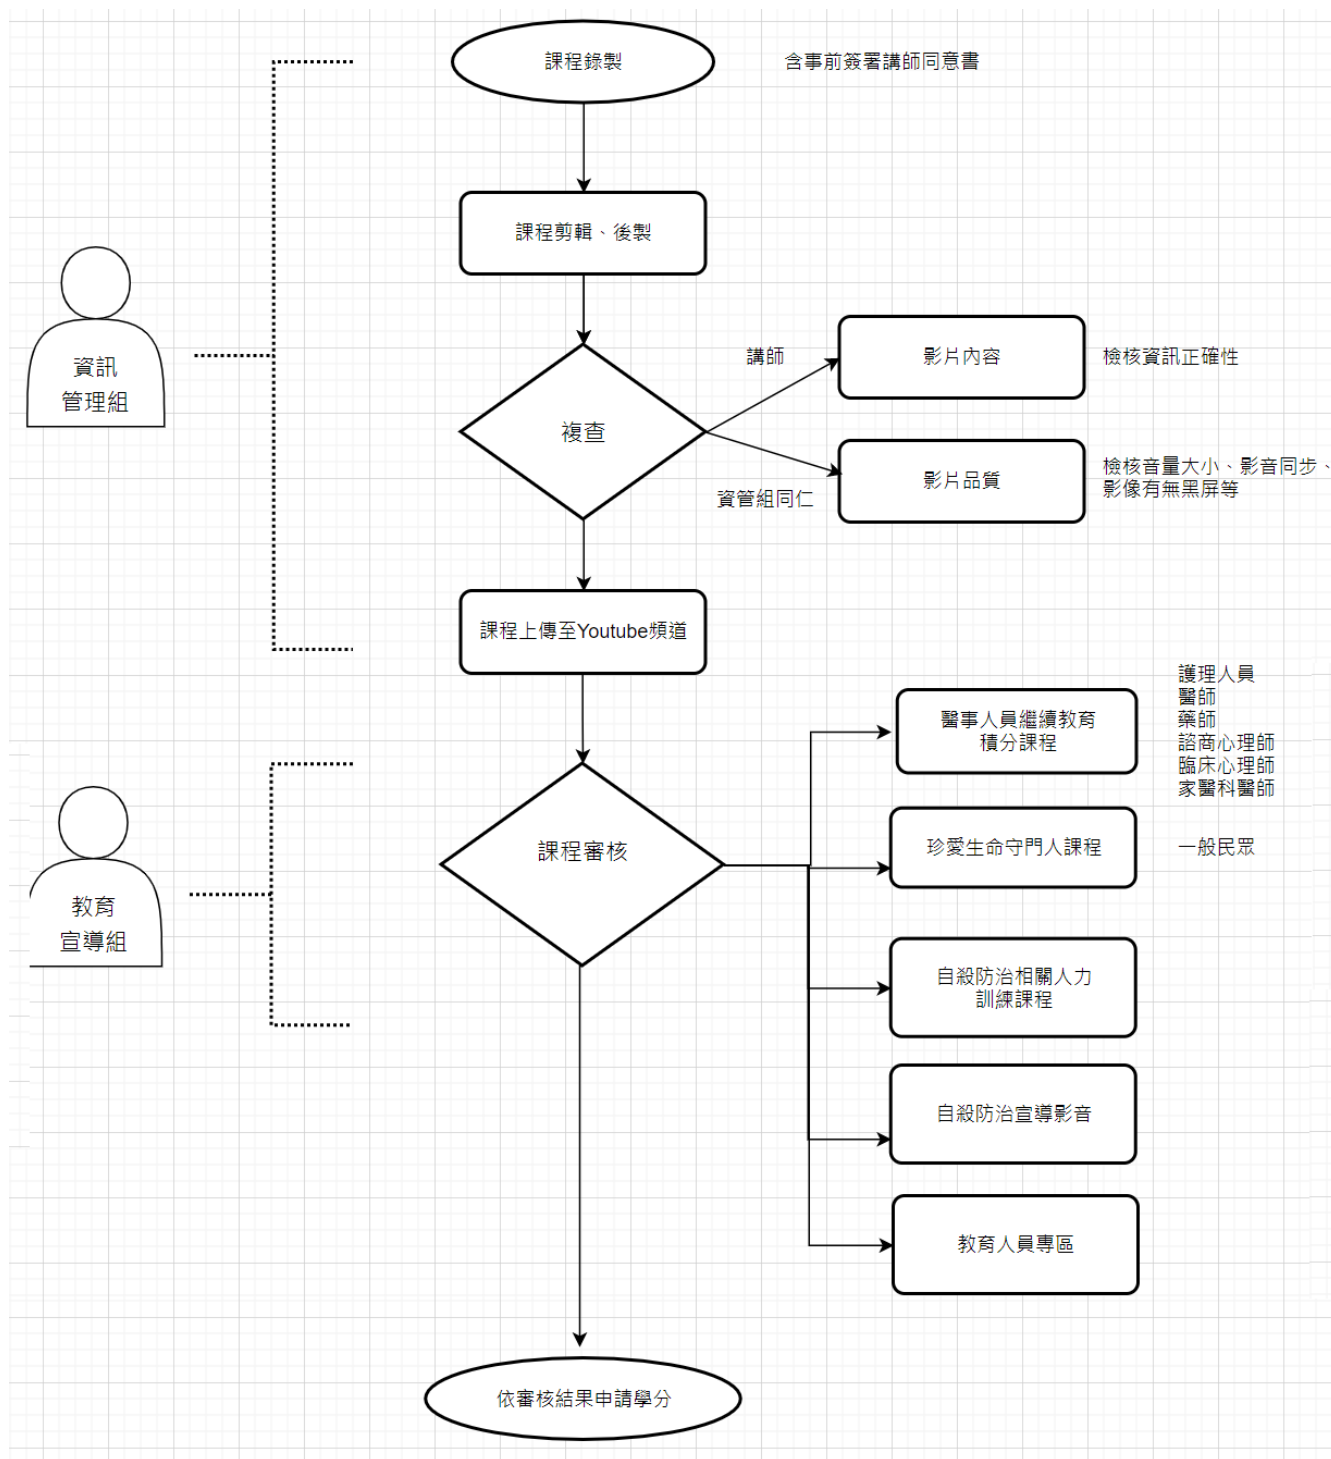 課程錄製
含事前簽署講師同意書
課程剪輯、後製
資訊
管理組
講師
影片內容
檢核資訊正確性
複查
資管組同仁
影片品質
檢核音量大小、影音同步、
影像有無黑屏等
課程上傳至Youtube頻道
醫事人員繼續教育
積分課程
護理人員
醫師
藥師
諮商心理師
臨床心理師
家醫科醫師
教育
宣導組
課程審核
珍愛生命守門人課程
一般民眾
自殺防治相關人力
訓練課程
自殺防治宣導影音
教育人員專區
依審核結果申請學分